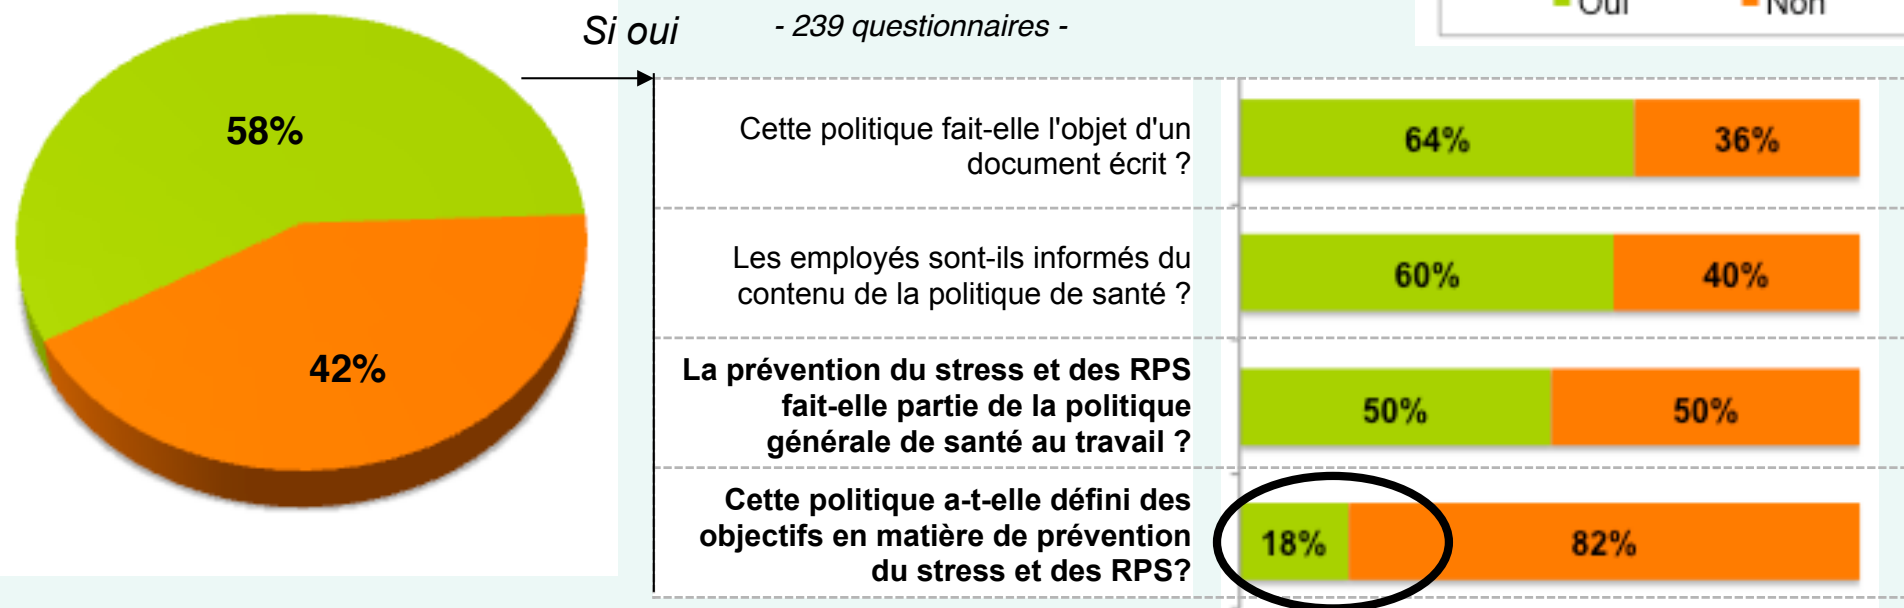 Oui Non
Si oui
- 239 questionnaires -
58%
42%
Cette politique fait-elle l'objet d'un
document écrit ?
64% 36%
Les employés sont-ils informés du
contenu de la politique de santé ?
60% 40%
La prévention du stress et des RPS
fait-elle partie de la politique
générale de santé au travail ?
50% 50%
Cette politique a-t-elle défini des
objectifs en matière de prévention
du stress et des RPS?
18% 82%